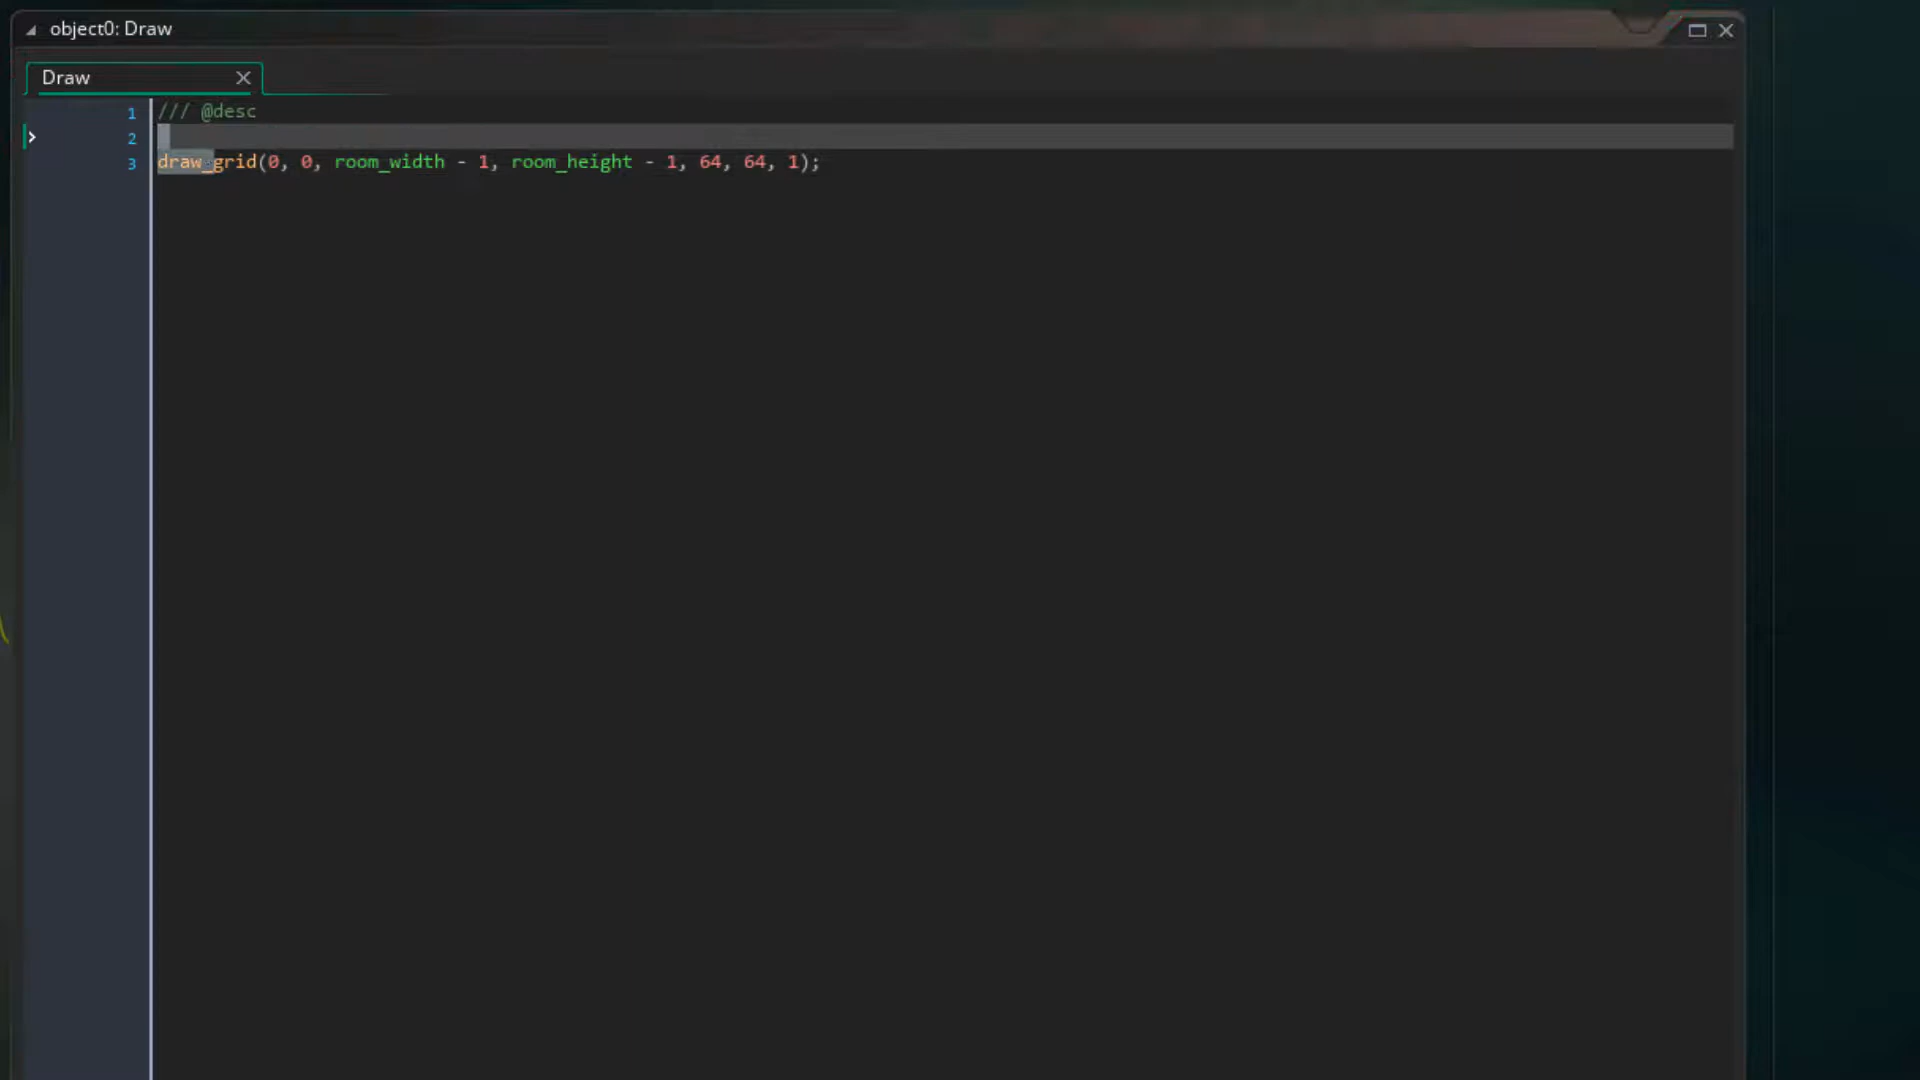 object0: Draw
Draw
1 /// @desc
2
3 draw_grid(0, 0, room_width - 1, room_height - 1, 64, 64, 1);